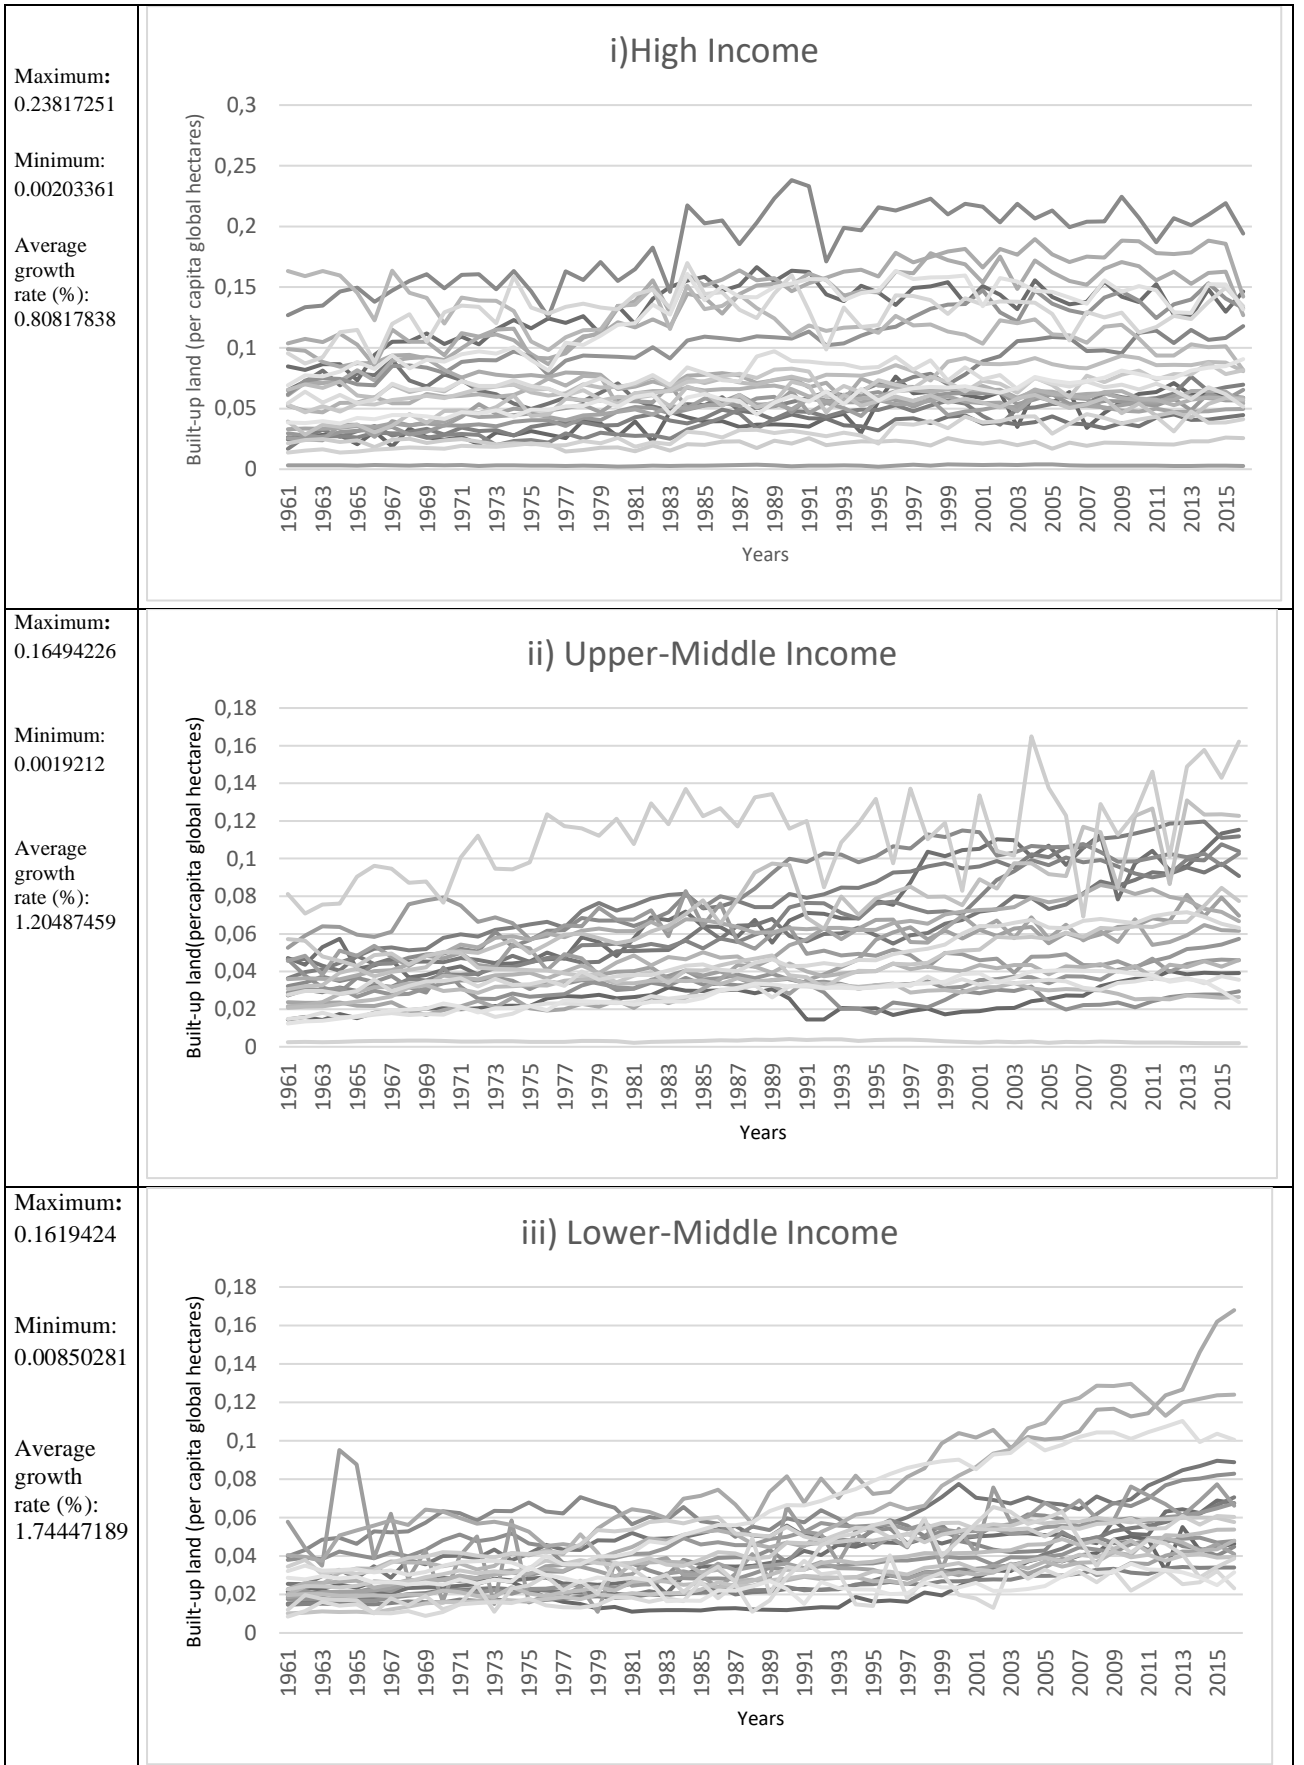 Maximum:
0.23817251
Minimum:
0.00203361
Average
growth
rate (%):
0.80817838
i)High Income
Built-up land (per capita global hectares)
0,3
0,25
0,2
0,15
0,1
0,05
0
1961 1963 1965 1967 1969 1971 1973 1975 1977 1979 1981 1983 1985 1987 1989 1991 1993 1995 1997 1999 2001 2003 2005 2007 2009 2011 2013 2015
Years
Maximum:
0.16494226
Minimum:
0.0019212
Average
growth
rate (%):
1.20487459
ii) Upper-Middle Income
Built-up land(percapita global hectares)
0,18
0,16
0,14
0,12
0,1
0,08
0,06
0,04
0,02
0
1961 1963 1965 1967 1969 1971 1973 1975 1977 1979 1981 1983 1985 1987 1989 1991 1993 1995 1997 1999 2001 2003 2005 2007 2009 2011 2013 2015
Years
Maximum:
0.1619424
Minimum:
0.00850281
Average
growth
rate (%):
1.74447189
iii) Lower-Middle Income
Built-up land (per capita global hectares)
0,18
0,16
0,14
0,12
0,1
0,08
0,06
0,04
0,02
0
1961 1963 1965 1967 1969 1971 1973 1975 1977 1979 1981 1983 1985 1987 1989 1991 1993 1995 1997 1999 2001 2003 2005 2007 2009 2011 2013 2015
Years